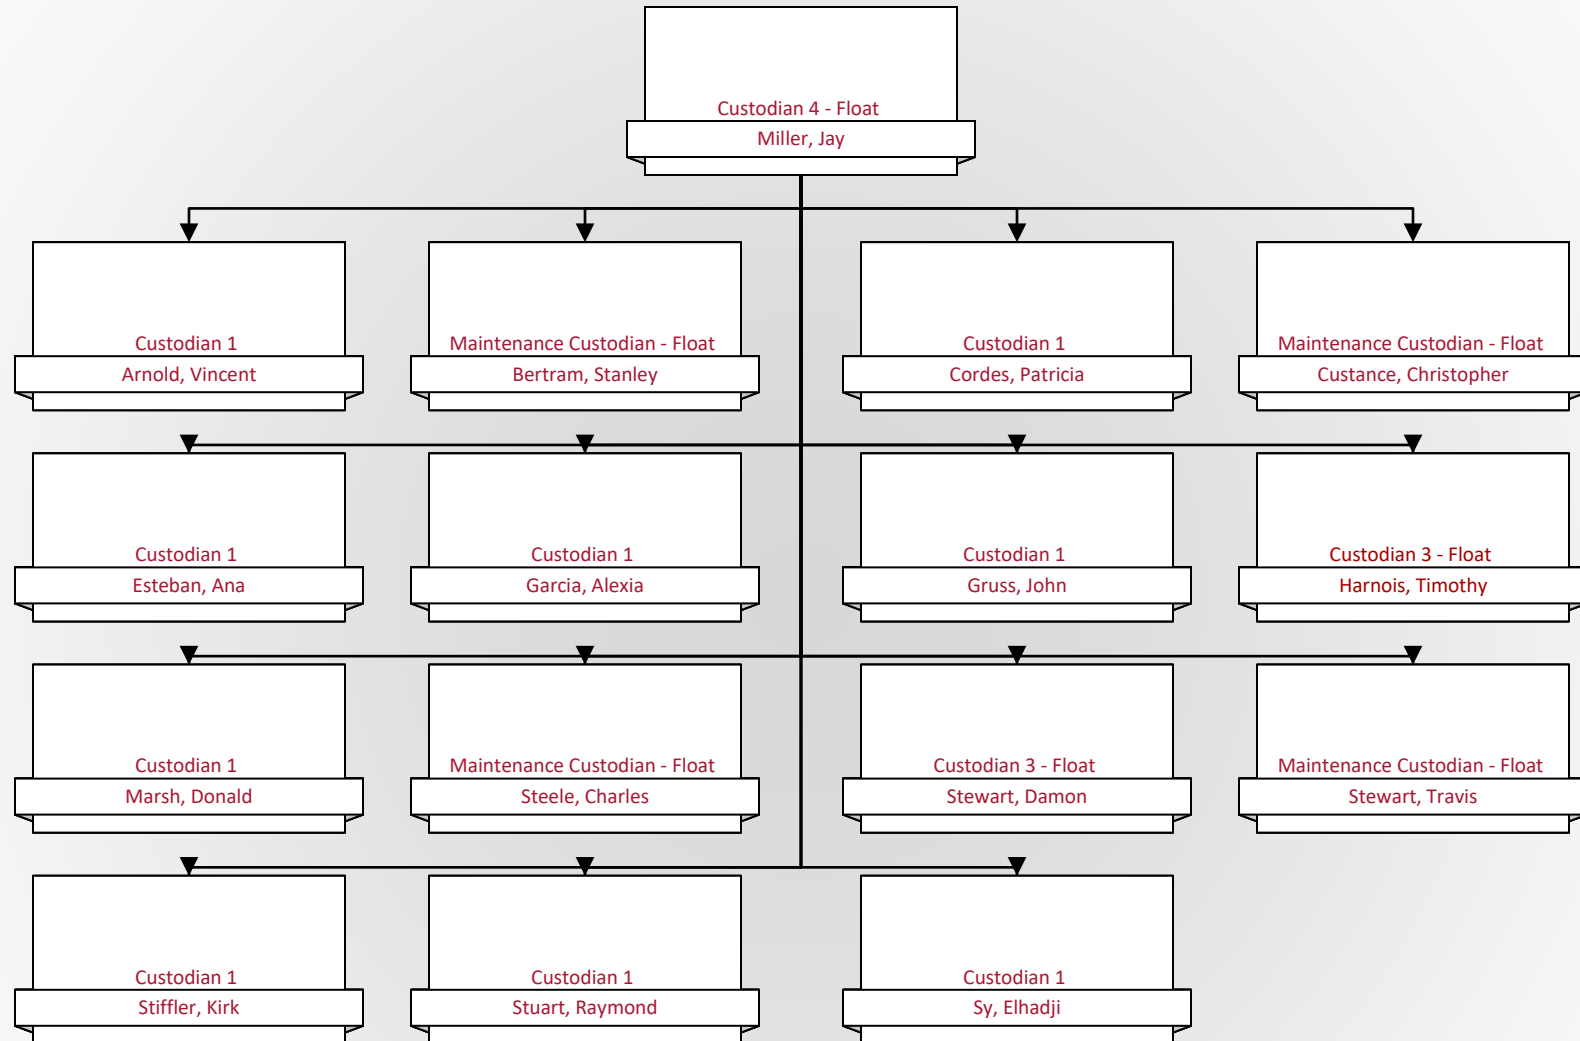 Custodian 4 - Float
Miller, Jay
Custodian 1
Arnold, Vincent
Maintenance Custodian - Float
Bertram, Stanley
Custodian 1
Cordes, Patricia
Maintenance Custodian - Float
Custance, Christopher
Custodian 1
Esteban, Ana
Custodian 1
Garcia, Alexia
Custodian 1
Gruss, John
Custodian 3 - Float
Harnois, Timothy
Custodian 1
Marsh, Donald
Maintenance Custodian - Float
Steele, Charles
Custodian 3 - Float
Stewart, Damon
Maintenance Custodian - Float
Stewart, Travis
Custodian 1
Stiffler, Kirk
Custodian 1
Stuart, Raymond
Custodian 1
Sy, Elhadji